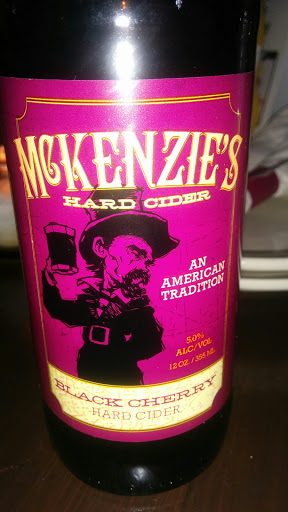 McKENZIE'S
HARD CIDER
AN
AMERICAN
TRADITION
5.0%
ALC/VOL
12 OZ. / 355 ML.
BLACK CHERRY
HARD CIDER